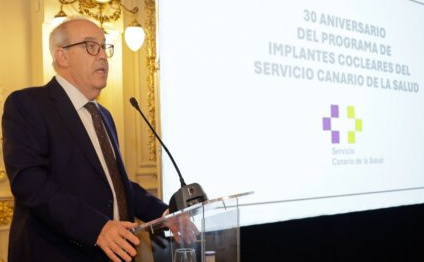 30 ANIVERSARIO
DEL PROGRAMA DE
IMPLANTES COCLEARES DEL
SERVICIO CANARIO DE LA SALUD
Servicio
Canario de la Salud